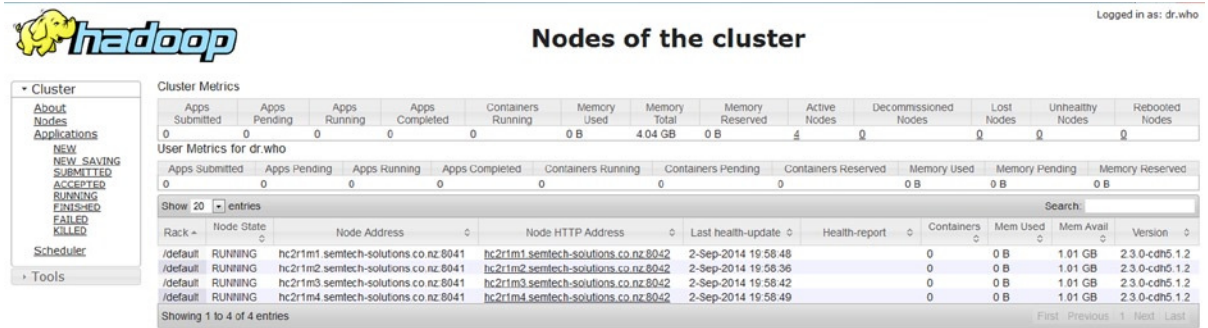 Logged in as: dr.who
hadoop
Nodes of the cluster
Cluster
About
Nodes
Applications
NEW
NEW SAVING
SUBMITTED
ACCEPTED
RUNNING
FINISHED
FAILED
KILLED
Scheduler
Tools
Cluster Metrics
Apps Submitted Apps Pending Apps Running Apps Completed Containers Running Memory Used Memory Total Memory Reserved Active Nodes Decommissioned Nodes Lost Nodes Unhealthy Nodes Rebooted Nodes
0 0 0 0 0 0 B 4.04 GB 0 B 4 0 0 0 0
User Metrics for dr.who
Apps Submitted Apps Pending Apps Running Apps Completed Containers Running Containers Pending Containers Reserved Memory Used Memory Pending Memory Reserved
0 0 0 0 0 0 0 0 B 0 B 0 B
Show 20 entries Search:
Rack Node State Node Address Node HTTP Address Last health-update Health-report Containers Mem Used Mem Avail Version
/default RUNNING hc2r1m1.semtech-solutions.co.nz:8041 hc2r1m1.semtech-solutions.co.nz:8042 2-Sep-2014 19:58:48 0 0 B 1.01 GB 2.3.0-cdh5.1.2
/default RUNNING hc2r1m2.semtech-solutions.co.nz:8041 hc2r1m2.semtech-solutions.co.nz:8042 2-Sep-2014 19:58:36 0 0 B 1.01 GB 2.3.0-cdh5.1.2
/default RUNNING hc2r1m3.semtech-solutions.co.nz:8041 hc2r1m3.semtech-solutions.co.nz:8042 2-Sep-2014 19:58:42 0 0 B 1.01 GB 2.3.0-cdh5.1.2
/default RUNNING hc2r1m4.semtech-solutions.co.nz:8041 hc2r1m4.semtech-solutions.co.nz:8042 2-Sep-2014 19:58:49 0 0 B 1.01 GB 2.3.0-cdh5.1.2
Showing 1 to 4 of 4 entries First Previous 1 Next Last